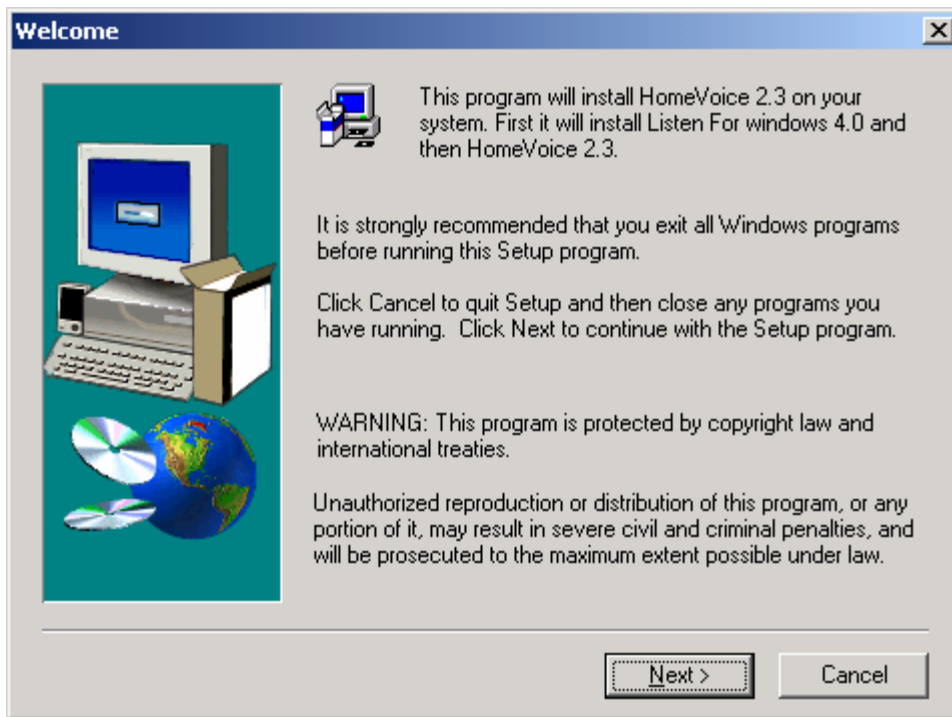 Welcome
This program will install HomeVoice 2.3 on your
system. First it will install Listen For windows 4.0 and
then HomeVoice 2.3.
It is strongly recommended that you exit all Windows programs
before running this Setup program.
Click Cancel to quit Setup and then close any programs you
have running.  Click Next to continue with the Setup program.
WARNING: This program is protected by copyright law and
international treaties.
Unauthorized reproduction or distribution of this program, or any
portion of it, may result in severe civil and criminal penalties, and
will be prosecuted to the maximum extent possible under law.
Next >
Cancel